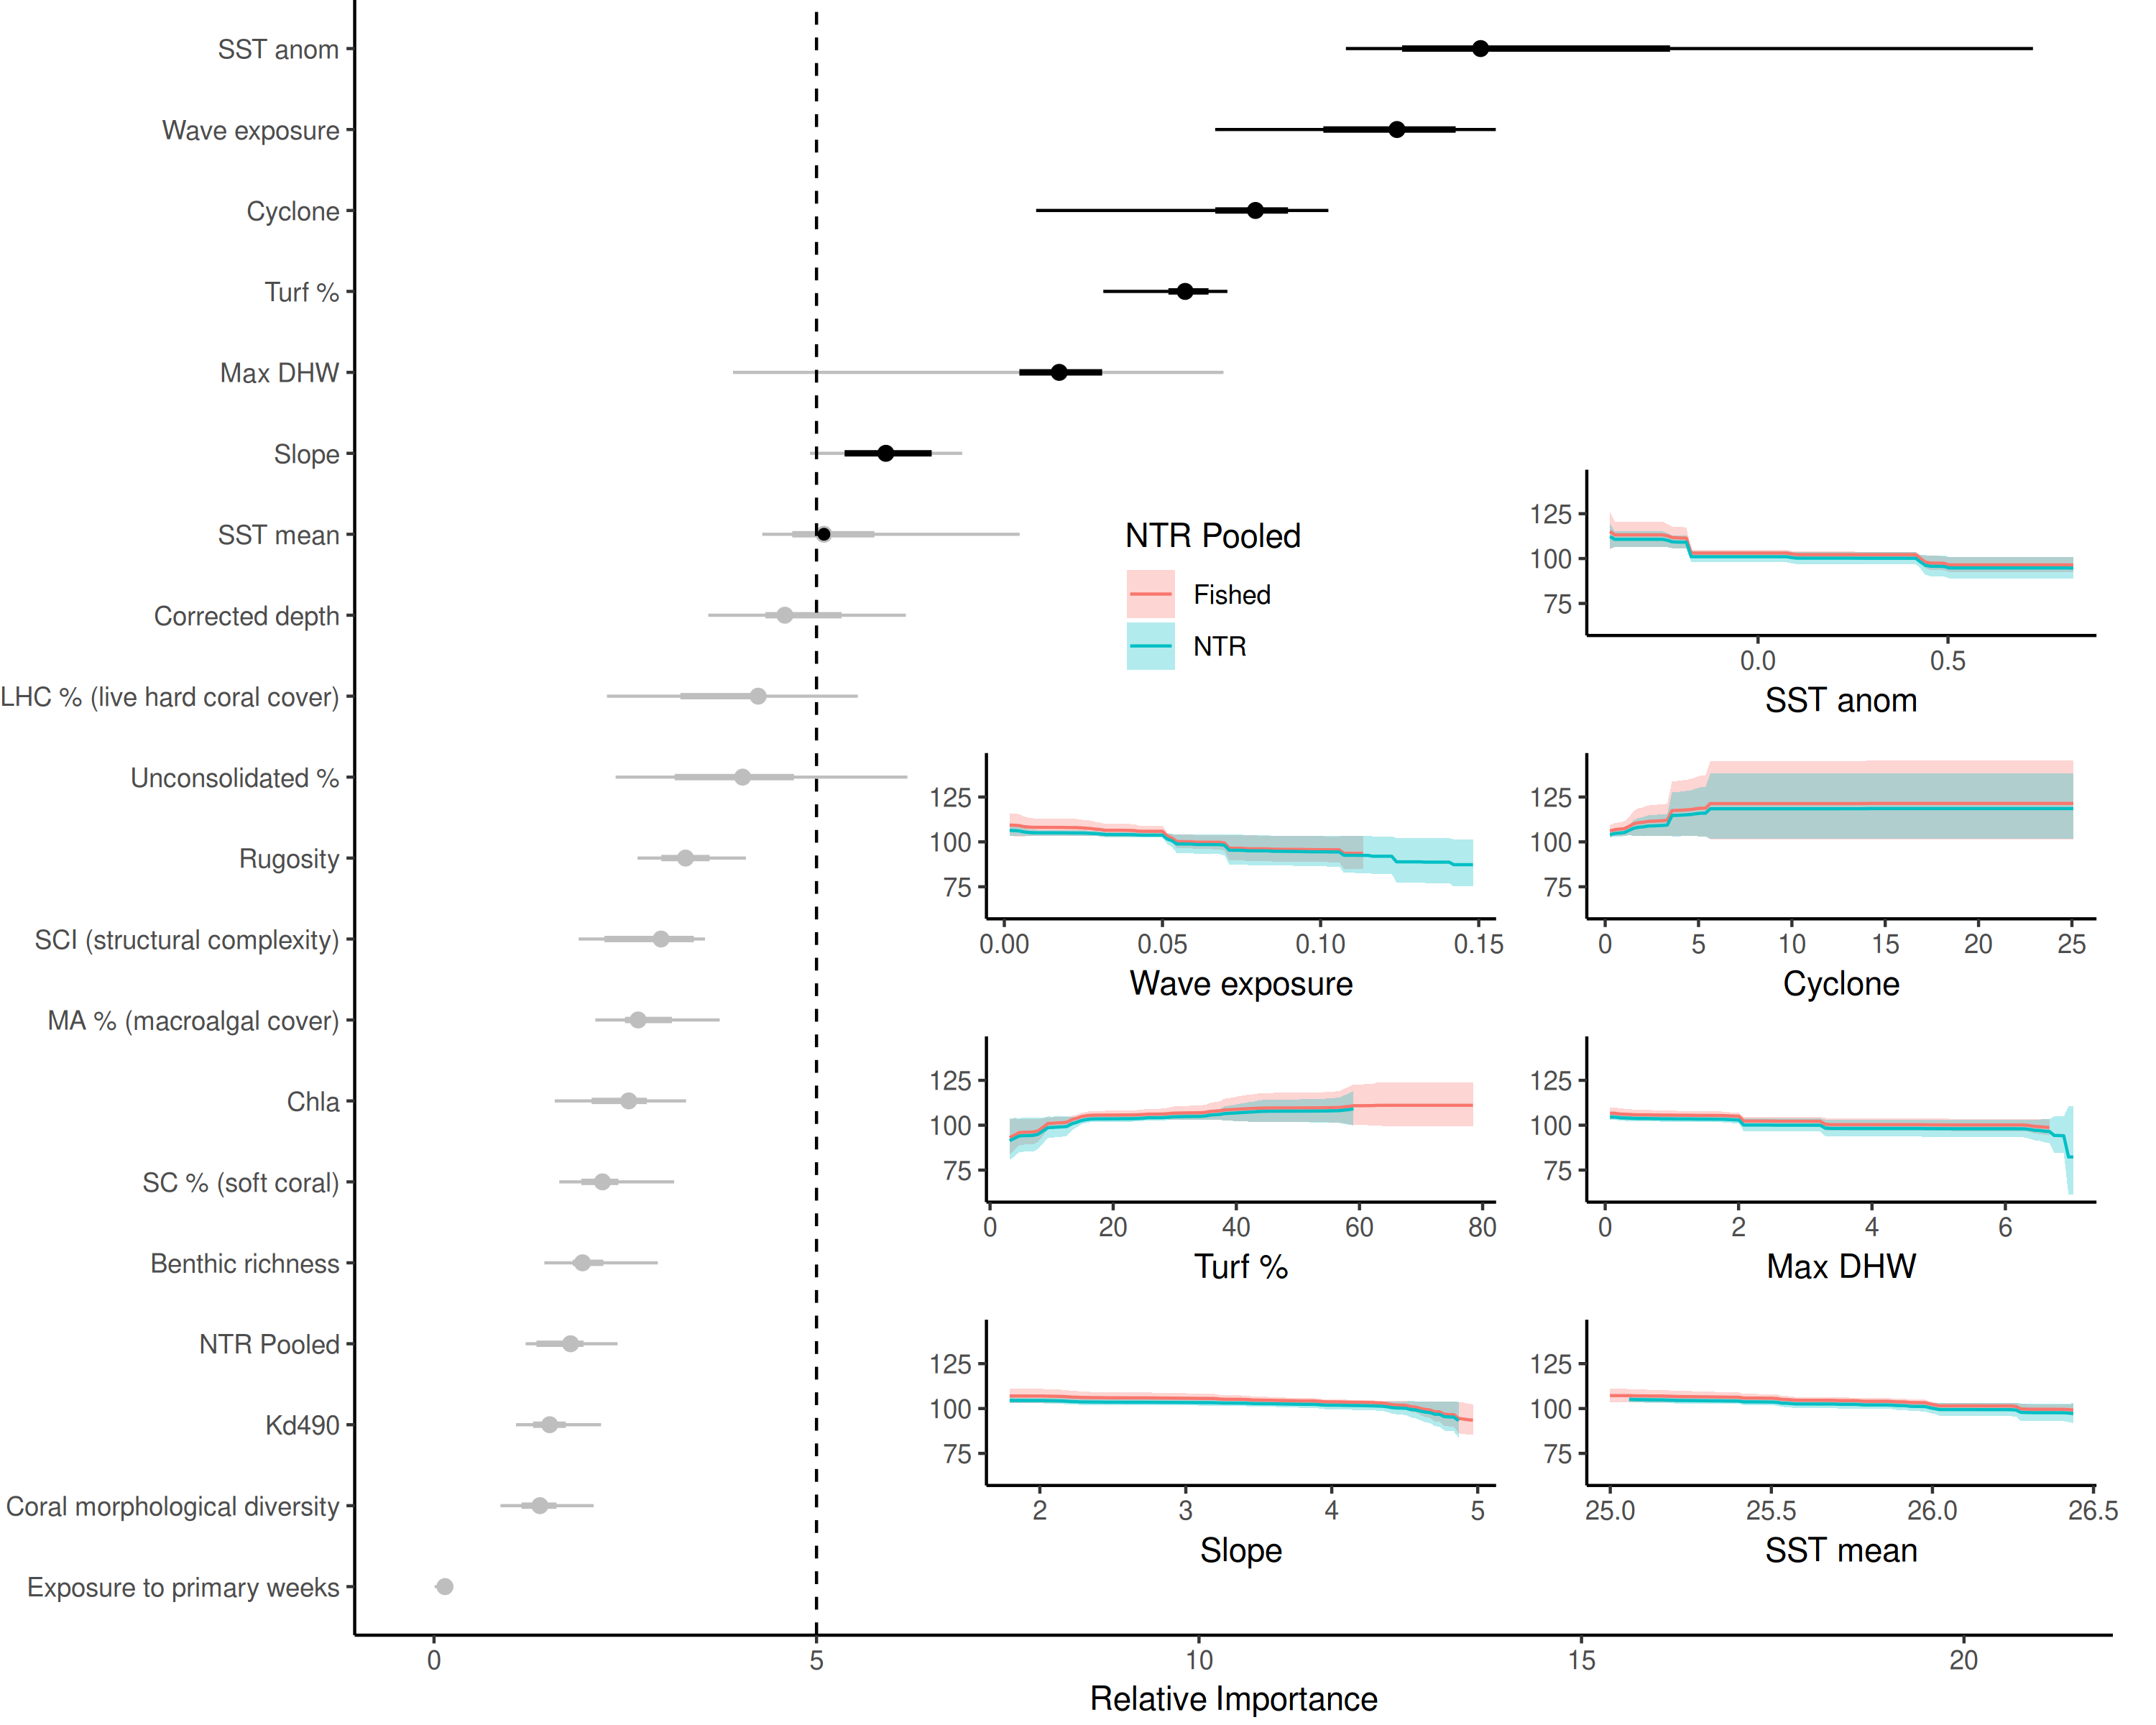 SST anom
Wave exposure
Cyclone
Turf %
Max DHW
Slope
SST mean
Corrected depth
LHC % (live hard coral cover)
Unconsolidated %
Rugosity
SCI (structural complexity)
MA % (macroalgal cover)
Chla
SC % (soft coral)
Benthic richness
NTR Pooled
Kd490
Coral morphological diversity
Exposure to primary weeks
0 5 10 15 20
Relative Importance
NTR Pooled
Fished
NTR
125
100
75
0.0 0.5
SST anom
125
100
75
0.00 0.05 0.10 0.15
Wave exposure
125
100
75
0 5 10 15 20 25
Cyclone
125
100
75
0 20 40 60 80
Turf %
125
100
75
0 2 4 6
Max DHW
125
100
75
2 3 4 5
Slope
125
100
75
25.0 25.5 26.0 26.5
SST mean